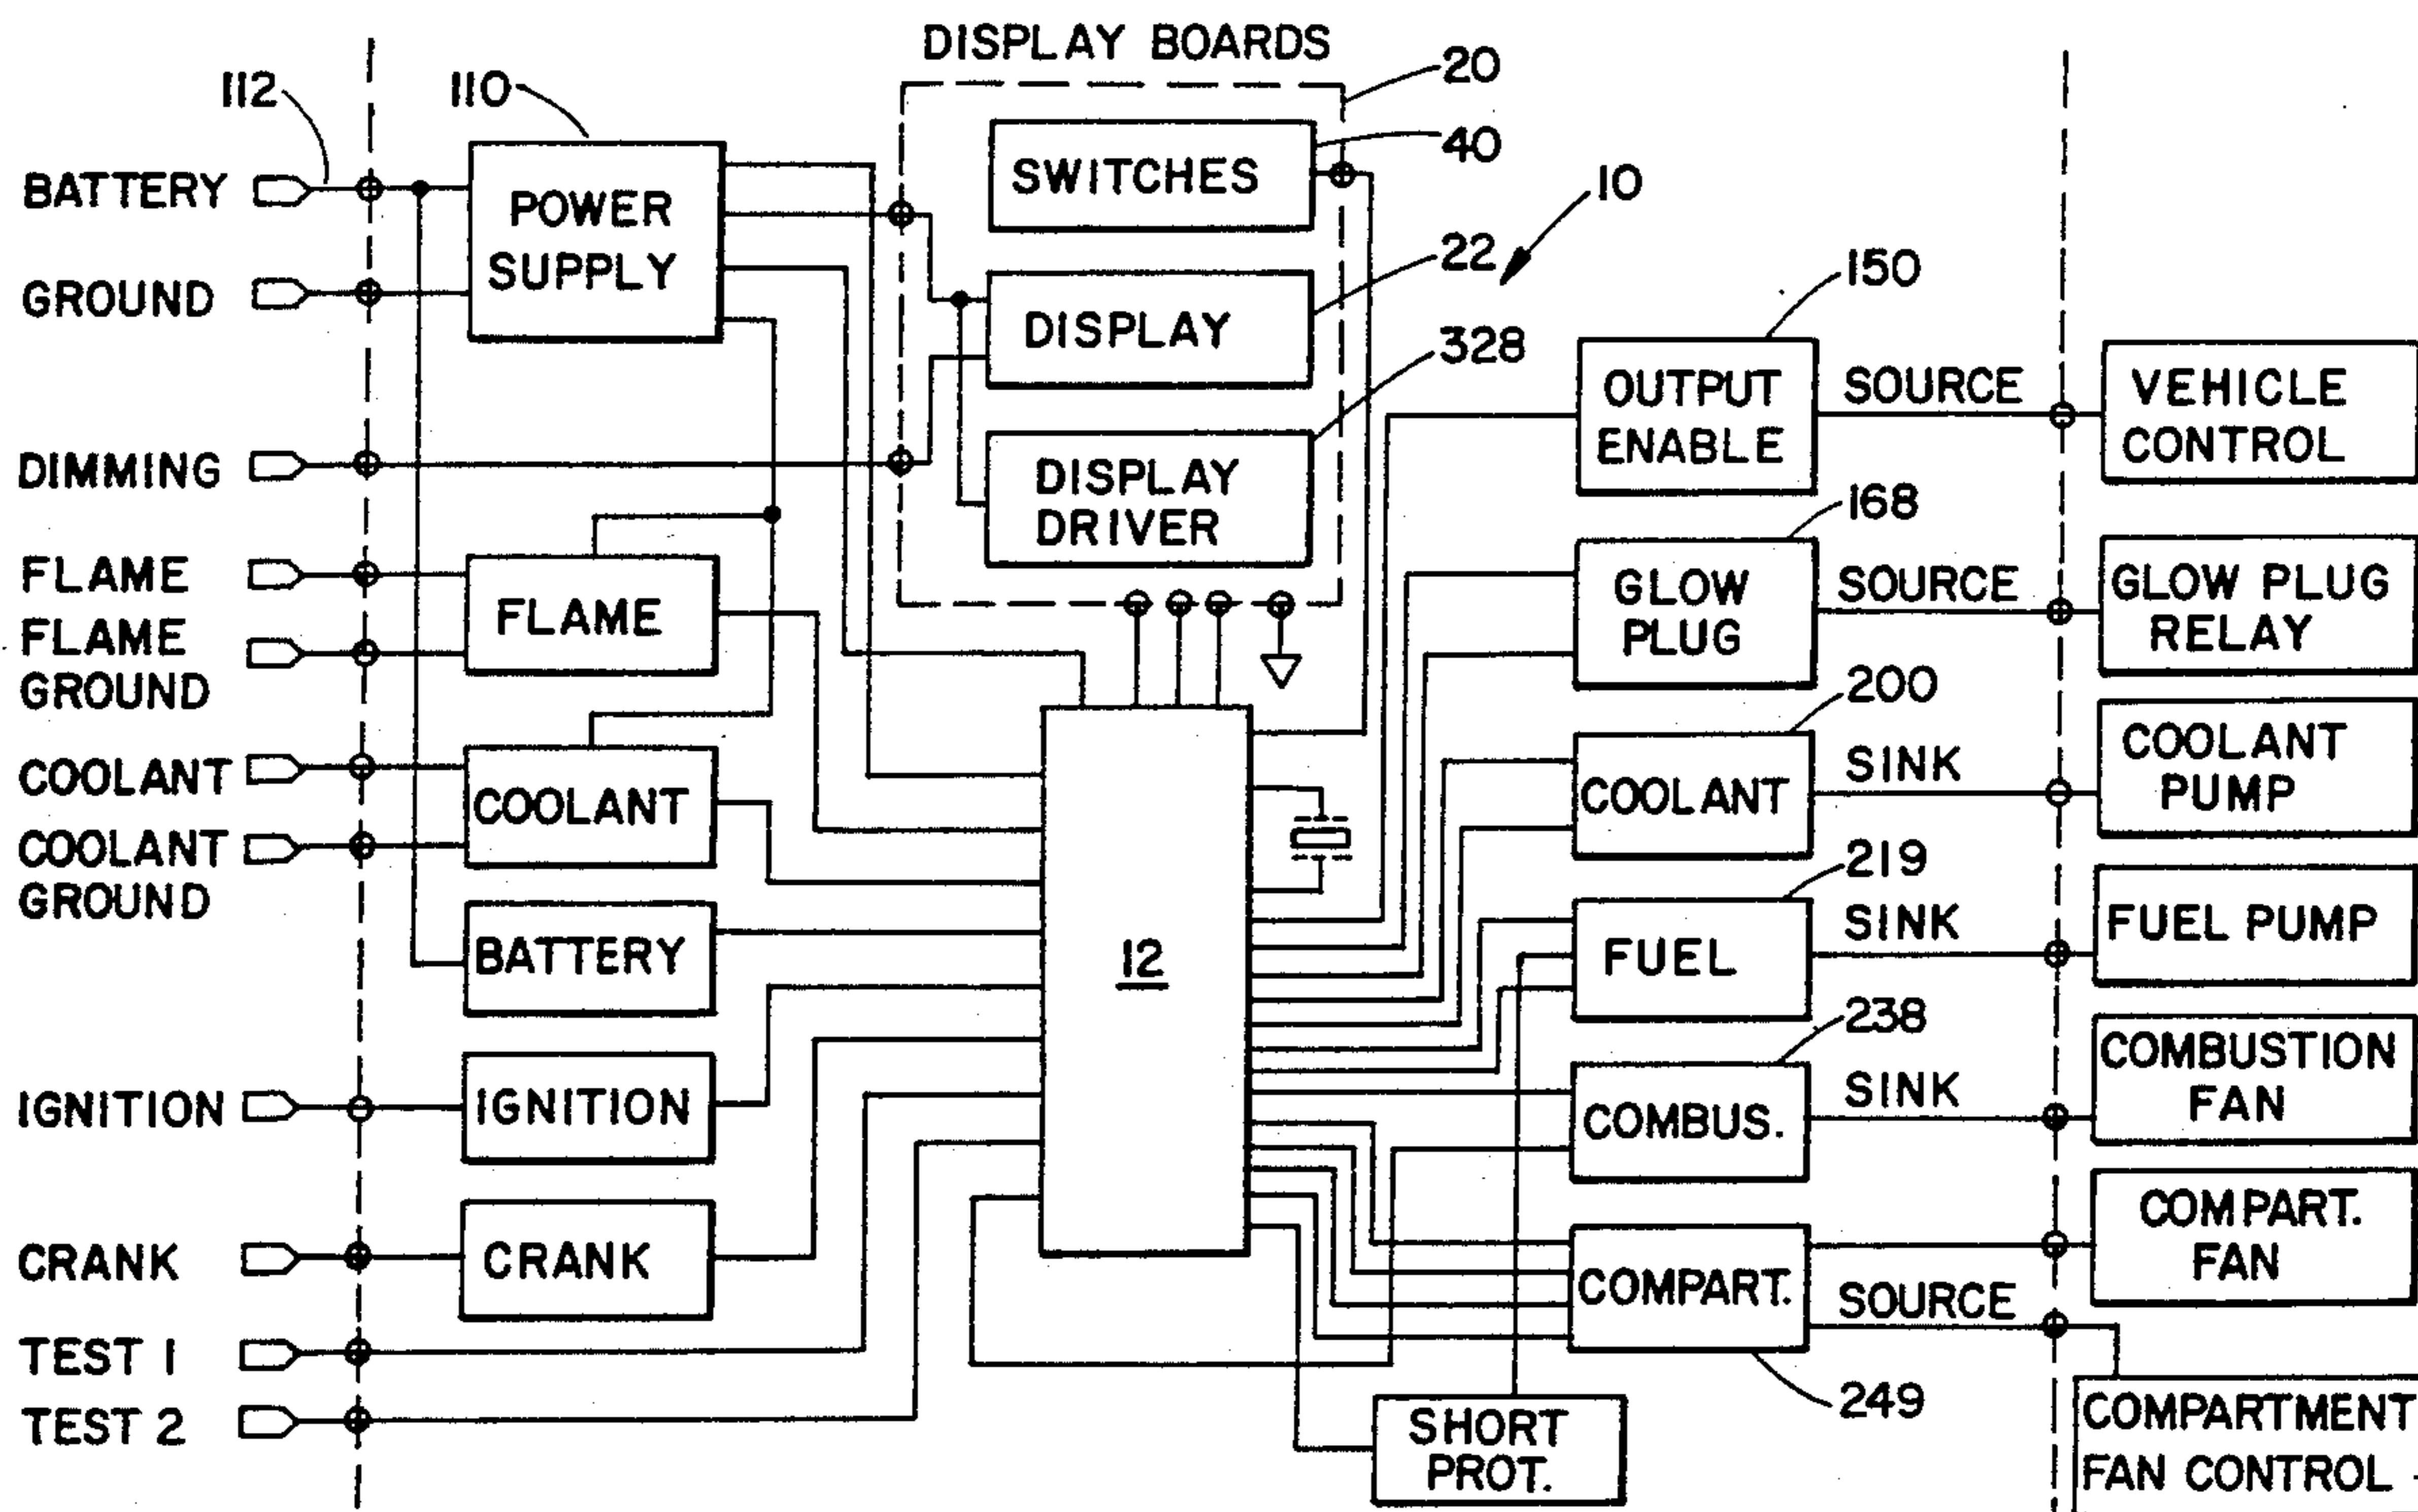 DISPLAY BOARDS
20
112
110
40
SWITCHES
10
BATTERY
POWER
SUPPLY
22
150
GROUND
DISPLAY
328
OUTPUT
ENABLE
SOURCE
VEHICLE
CONTROL
DIMMING
DISPLAY
DRIVER
168
FLAME
FLAME
GLOW
PLUG
SOURCE
GLOW PLUG
RELAY
FLAME
GROUND
200
COOLANT
COOLANT
COOLANT
SINK
COOLANT
PUMP
COOLANT
GROUND
219
BATTERY
12
FUEL
SINK
FUEL PUMP
238
IGNITION
IGNITION
COMBUS.
SINK
COMBUSTION
FAN
CRANK
CRANK
COMPART.
COMPART.
FAN
SOURCE
TEST 1
249
TEST 2
SHORT
PROT.
COMPARTMENT
FAN CONTROL